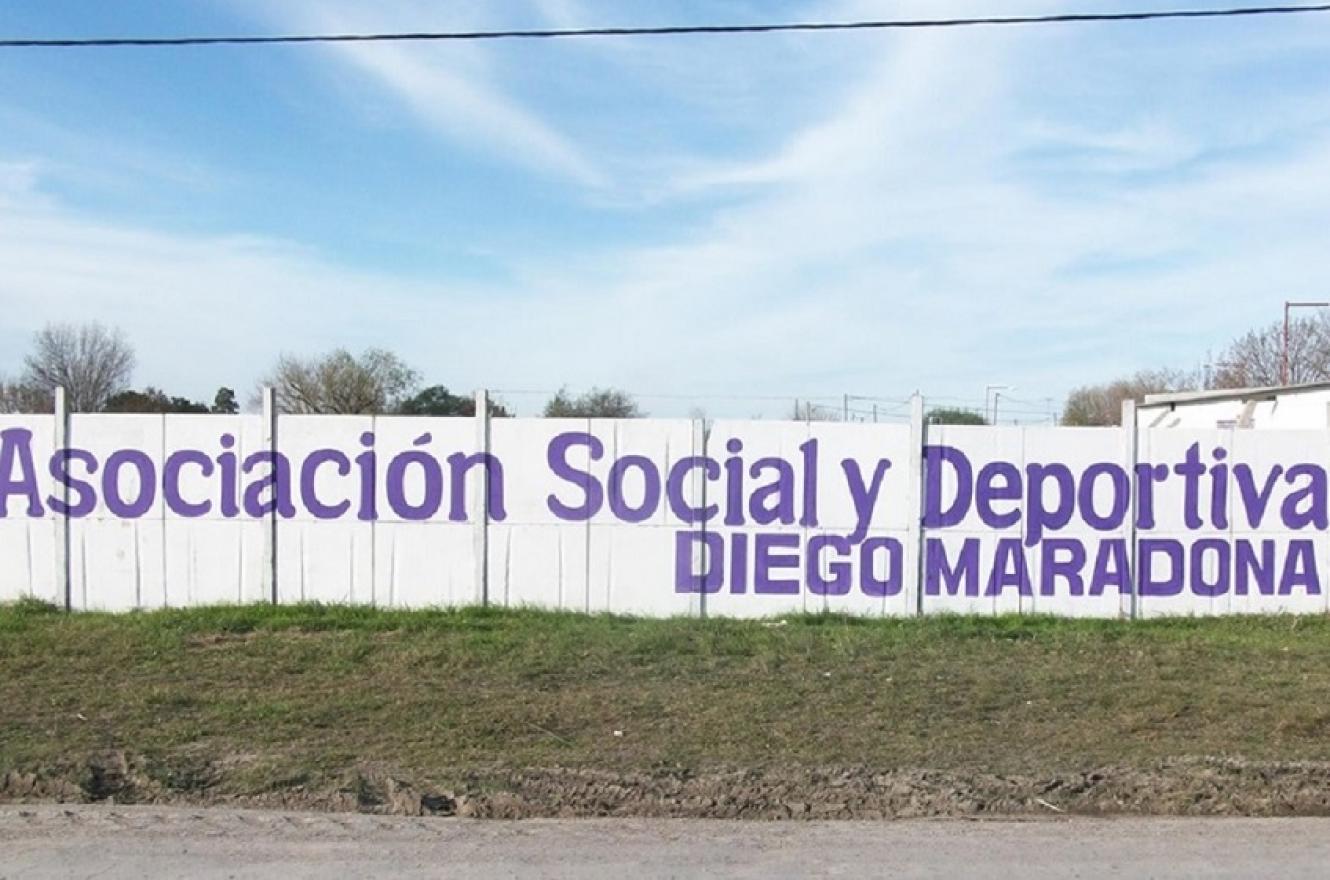 Asociación Social y Deportiva
DIEGO MARADONA